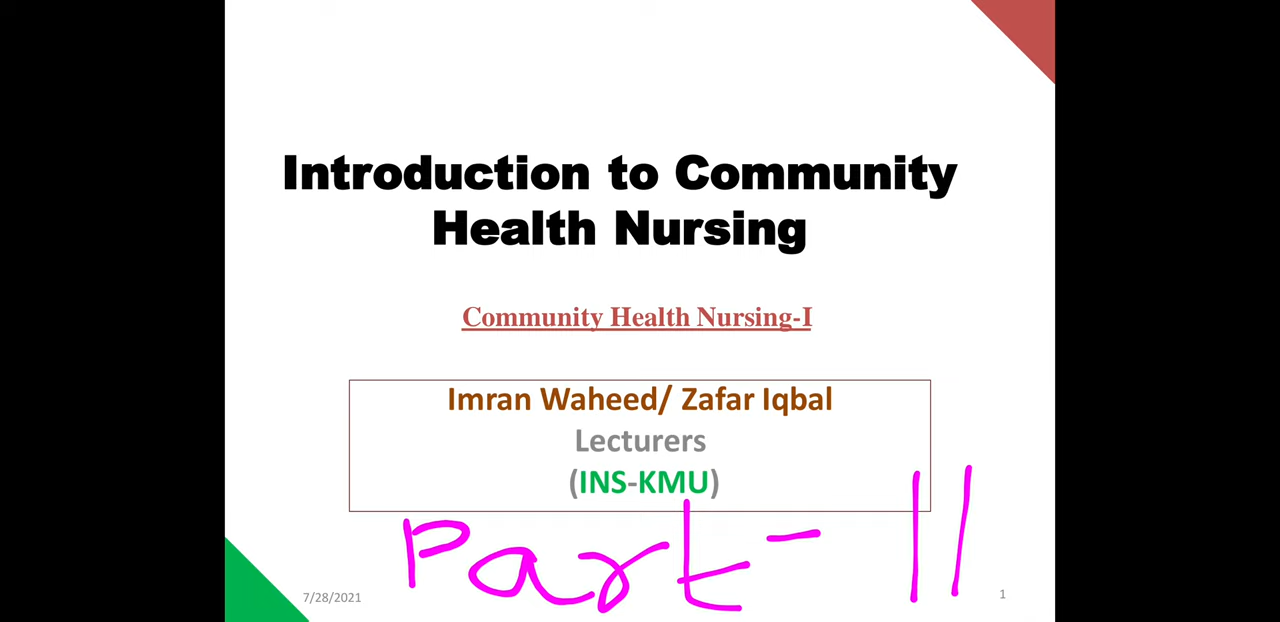 Introduction to Community
Health Nursing
Community Health Nursing-I
Imran Waheed/ Zafar Iqbal
Lecturers
(INS-KMU)
Part - II
7/28/2021
1